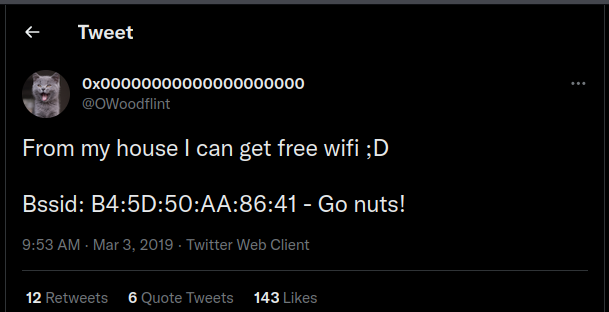 Tweet
0x00000000000000000000
@OWoodflint
From my house I can get free wifi ;D
Bssid: B4:5D:50:AA:86:41 - Go nuts!
9:53 AM · Mar 3, 2019 · Twitter Web Client
12 Retweets 6 Quote Tweets 143 Likes